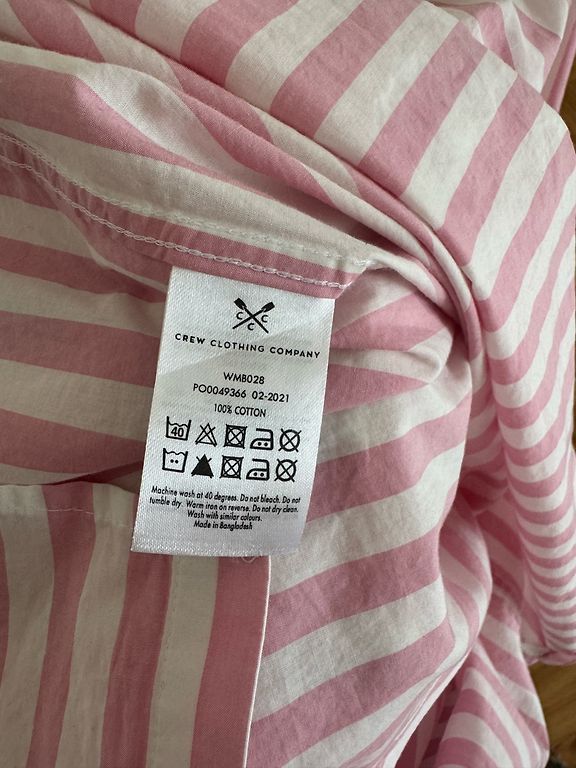 C C
C
CREW CLOTHING COMPANY
WMB028
PO0049366 02-2021
100% COTTON
40
Machine wash at 40 degrees. Do not bleach. Do not
tumble dry. Warm iron on reverse. Do not dry clean.
Wash with similar colours.
Made in Bangladesh